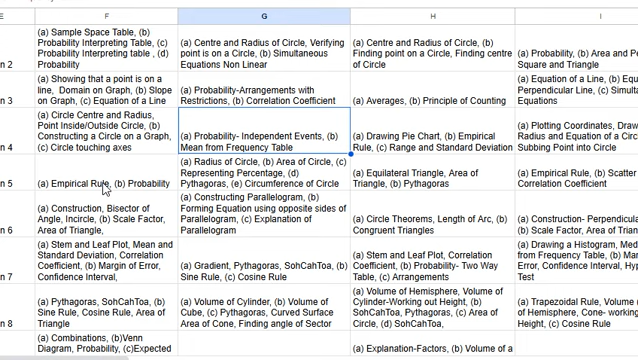 E F G H I
(a) Sample Space Table, (b)
Probability Interpreting Table, (c)
Probability Interpreting table , (d)
Probability
(a) Centre and Radius of Circle, Verifying
point is on a Circle, (b) Simultaneous
Equations Non Linear
(a) Centre and Radius of Circle, (b)
Finding point on a Circle, Finding centre
of Circle
(a) Probability, (b) Area and Pe
Square and Triangle
n 2
(a) Showing that a point is on a
line, Domain on Graph, (b) Slope
on Graph, (c) Equation of a Line
(a) Probability-Arrangements with
Restrictions, (b) Correlation Coefficient
(a) Averages, (b) Principle of Counting
(a) Equation of a Line, (b) Equ
Perpendicular Line, (c) Simulta
Equations
n 3
(a) Circle Centre and Radius,
Point Inside/Outside Circle, (b)
Constructing a Circle on a Graph,
(c) Circle touching axes
(a) Probability- Independent Events, (b)
Mean from Frequency Table
(a) Drawing Pie Chart, (b) Empirical
Rule, (c) Range and Standard Deviation
(a) Plotting Coordinates, Draw
Radius and Equation of a Circ
Subbing Point into Circle
n 4
(a) Empirical Rule, (b) Probability
(a) Radius of Circle, (b) Area of Circle, (c)
Representing Percentage, (d)
Pythagoras, (e) Circumference of Circle
(a) Equilateral Triangle, Area of
Triangle, (b) Pythagoras
(a) Empirical Rule, (b) Scatter
Correlation Coefficient
n 5
(a) Construction, Bisector of
Angle, Incircle, (b) Scale Factor,
Area of Triangle,
(a) Constructing Parallelogram, (b)
Forming Equation using opposite sides of
Parallelogram, (c) Explanation of
Parallelogram
(a) Circle Theorems, Length of Arc, (b)
Congruent Triangles
(a) Construction- Perpendicula
(b) Scale Factor, Area of Trian
n 6
(a) Stem and Leaf Plot, Mean and
Standard Deviation, Correlation
Coefficient, (b) Margin of Error,
Confidence Interval,
(a) Gradient, Pythagoras, SohCahToa, (b)
Sine Rule, (c) Cosine Rule
(a) Stem and Leaf Plot, Correlation
Coefficient, (b) Probability- Two Way
Table, (c) Arrangements
(a) Drawing a Histogram, Med
from Frequency Table, (b) Mar
Error, Confidence Interval, Hyp
Test
n 7
(a) Pythagoras, SohCahToa, (b)
Sine Rule, Cosine Rule, Area of
Triangle
(a) Volume of Cylinder, (b) Volume of
Cube, (c) Pythagoras, Curved Surface
Area of Cone, Finding angle of Sector
(a) Volume of Hemisphere, Volume of
Cylinder-Working out Height, (b)
SohCahToa, Pythagoras, (c) Area of
Circle, (d) SohCahToa,
(a) Trapezoidal Rule, Volume o
of Hemisphere, Cone- working
Height, (c) Cosine Rule
n 8
(a) Combinations, (b)Venn
Diagram, Probability, (c)Expected
(a) Explanation-Factors, (b) Volume of a